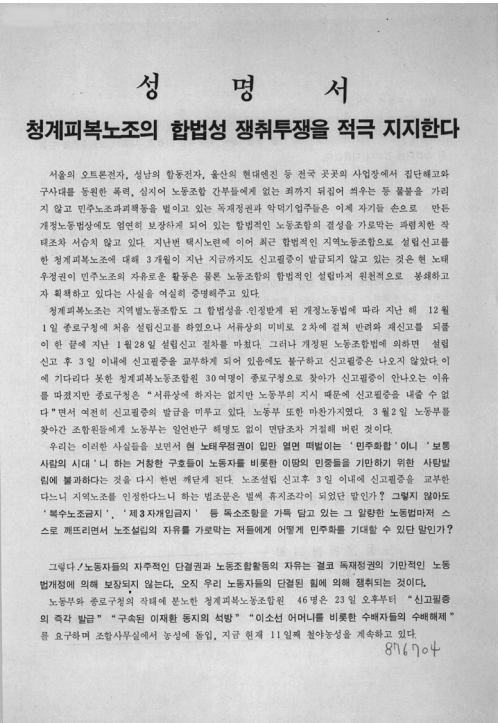 성 명 서
청계피복노조의 합법성 쟁취투쟁을 적극 지지한다
서울의 오트론전자, 성남의 합동전자, 울산의 현대엔진 등 전국 곳곳의 사업장에서 집단해고와
구사대를 동원한 폭력, 심지어 노동조합 간부들에게 없는 죄까지 뒤집어 씌우는 등 물불을 가리
지 않고 민주노조파괴책동을 벌이고 있는 독재정권과 악덕기업주들은 이제 자기들 손으로 만든
개정노동법상에도 엄연히 보장하게 되어 있는 합법적인 노동조합의 결성을 가로막는 파렴치한 작
태조차 서슴치 않고 있다. 지난번 택시노련에 이어 최근 합법적인 지역노동조합으로 설립신고를
한 청계피복노조에 대해 3개월이 지난 지금까지도 신고필증이 발급되지 않고 있는 것은 현 노태
우정권이 민주노조의 자유로운 활동은 물론 노동조합의 합법적인 설립마저 원천적으로 봉쇄하고
자 획책하고 있다는 사실을 여실히 증명해주고 있다.
청계피복노조는 지역별노동조합도 그 합법성을 인정받게 된 개정노동법에 따라 지난 해 12월
1일 종로구청에 처음 설립신고를 하였으나 서류상의 미비로 2차에 걸쳐 반려와 재신고를 되풀
이 한 끝에 지난 1월28일 설립신고 절차를 마쳤다. 그러나 개정된 노동조합법에 의하면 설립
신고 후 3일 이내에 신고필증을 교부하게 되어 있음에도 불구하고 신고필증은 나오지 않았다. 이
에 기다리다 못한 청계피복노조합원 30여명이 종로구청으로 찾아가 신고필증이 안나오는 이유
를 따졌지만 종로구청은 "서류상에 하자는 없지만 노동부의 지시 때문에 신고필증을 내줄 수 없
다"면서 여전히 신고필증의 발급을 미루고 있다. 노동부 또한 마찬가지였다. 3월2일 노동부를
찾아간 조합원들에게 노동부는 일언반구 해명도 없이 면담조차 거절해 버린 것이다.
우리는 이러한 사실들을 보면서 현 노태우정권이 입만 열면 떠벌이는 '민주화합'이니 '보통
사람의 시대'니 하는 거창한 구호들이 노동자를 비롯한 이땅의 민중들을 기만하기 위한 사탕발
림에 불과하다는 것을 다시 한번 깨닫게 된다. 노조설립 신고후 3일 이내에 신고필증을 교부한
다느니 지역노조를 인정한다느니 하는 법조문은 벌써 휴지조각이 되었단 말인가? 그렇지 않아도
'복수노조금지', '제3자개입금지' 등 독소조항을 가득 담고 있는 그 알량한 노동법마저 스
스로 깨뜨리면서 노조설립의 자유를 가로막는 저들에게 어떻게 민주화를 기대할 수 있단 말인가?
그렇다! 노동자들의 자주적인 단결권과 노동조합활동의 자유는 결코 독재정권의 기만적인 노동
법개정에 의해 보장되지 않는다. 오직 우리 노동자들의 단결된 힘에 의해 쟁취되는 것이다.
노동부와 종로구청의 작태에 분노한 청계피복노동조합원 46명은 23일 오후부터 "신고필증
의 즉각 발급" "구속된 이재환 동지의 석방" "이소선 어머니를 비롯한 수배자들의 수배해제"
를 요구하며 조합사무실에서 농성에 돌입, 지금 현재 11일째 철야농성을 계속하고 있다.
876704